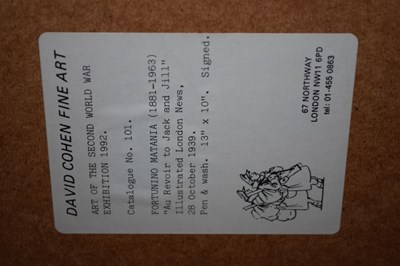 DAVID COHEN FINE ART
ART OF THE SECOND WORLD WAR
EXHIBITION 1992.
Catalogue No. 101.
FORTUNINO MATANIA (1881-1963)
"Au Revoir to Jack and Jill"
Illustrated London News,
28 October 1939.
Pen & wash. 13" x 10". Signed.
67 NORTHWAY
LONDON NW11 6PD
tel: 01-455 0863